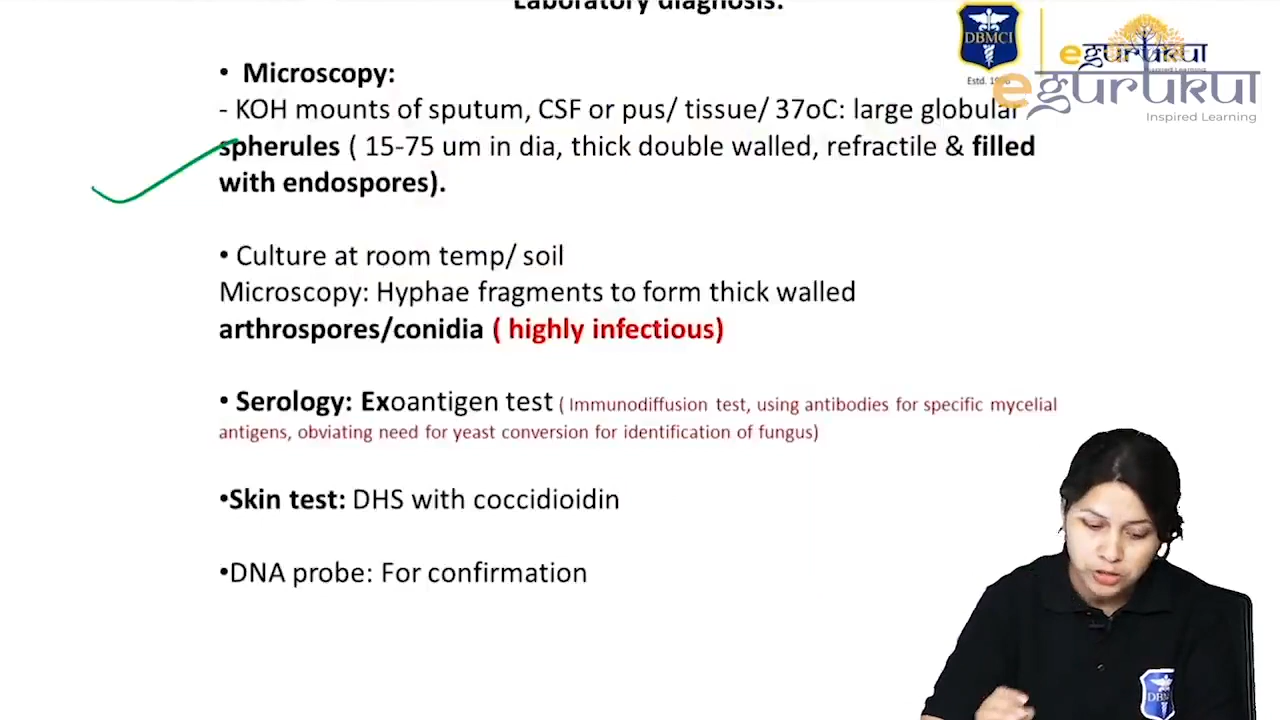 Laboratory diagnosis:
• Microscopy:
- KOH mounts of sputum, CSF or pus/ tissue/ 37oC: large globular
spherules ( 15-75 um in dia, thick double walled, refractile & filled
with endospores).
• Culture at room temp/ soil
Microscopy: Hyphae fragments to form thick walled
arthrospores/conidia ( highly infectious)
• Serology: Exoantigen test ( Immunodiffusion test, using antibodies for specific mycelial
antigens, obviating need for yeast conversion for identification of fungus)
•Skin test: DHS with coccidioidin
•DNA probe: For confirmation
DBMCI
egurukul
egurukul
Inspired Learning